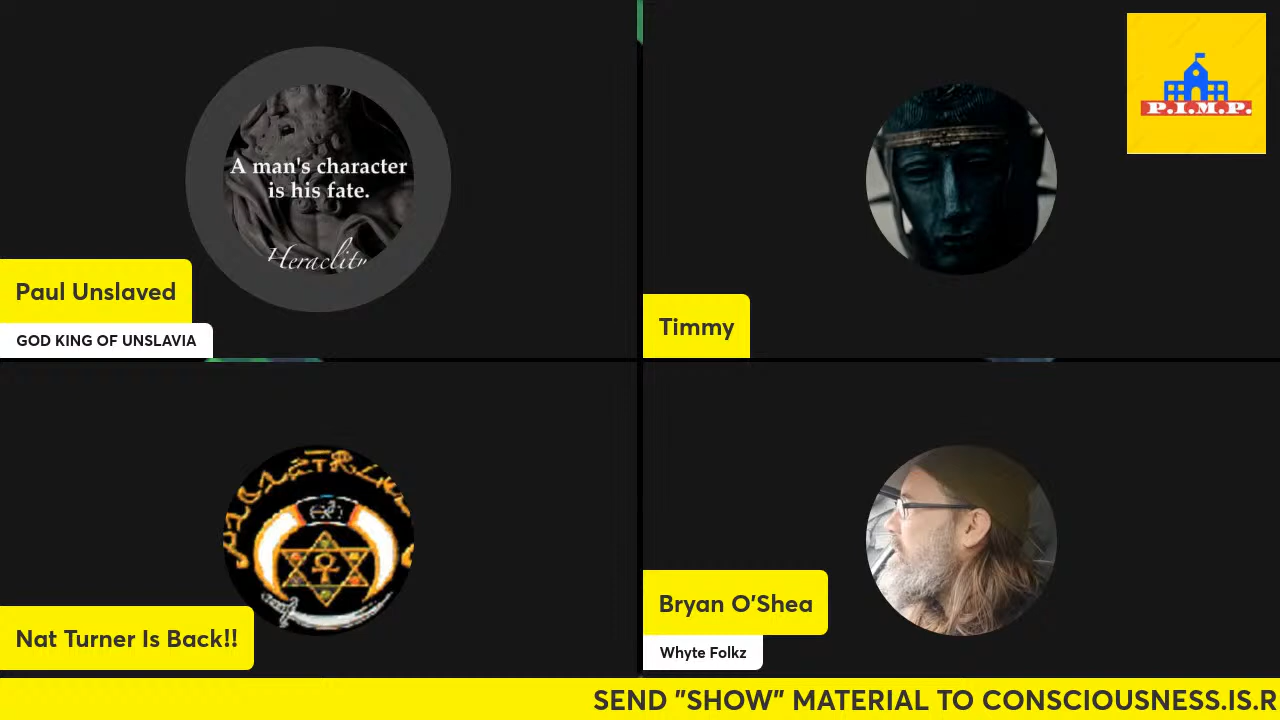 A man's character
is his fate.
Paul Unslaved
GOD KING OF UNSLAVIA
P.I.M.P.
Timmy
Nat Turner Is Back!!
Bryan O'Shea
Whyte Folkz
SEND "SHOW" MATERIAL TO CONSCIOUSNESS.IS.R